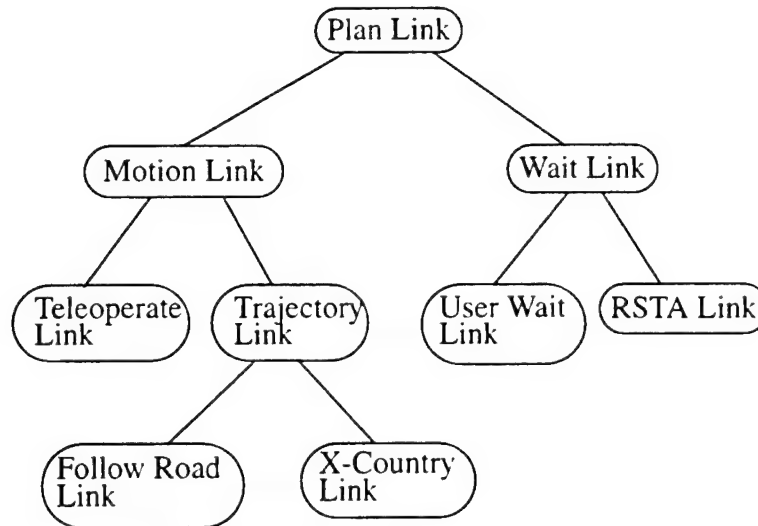 Plan Link
Motion Link
Wait Link
Teleoperate
Link
Trajectory
Link
User Wait
Link
RSTA Link
Follow Road
Link
X-Country
Link